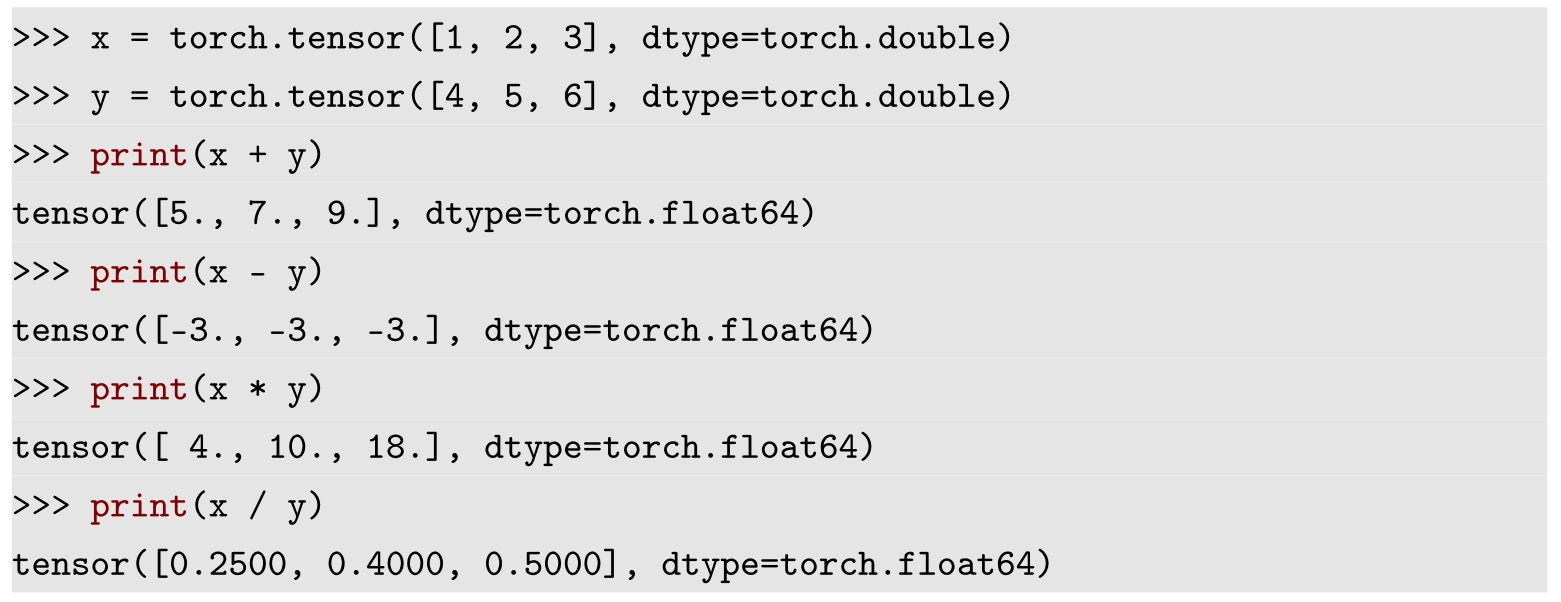 >>> x = torch.tensor([1, 2, 3], dtype=torch.double)
>>> y = torch.tensor([4, 5, 6], dtype=torch.double)
>>> print(x + y)
tensor([5., 7., 9.], dtype=torch.float64)
>>> print(x - y)
tensor([-3., -3., -3.], dtype=torch.float64)
>>> print(x * y)
tensor([ 4., 10., 18.], dtype=torch.float64)
>>> print(x / y)
tensor([0.2500, 0.4000, 0.5000], dtype=torch.float64)